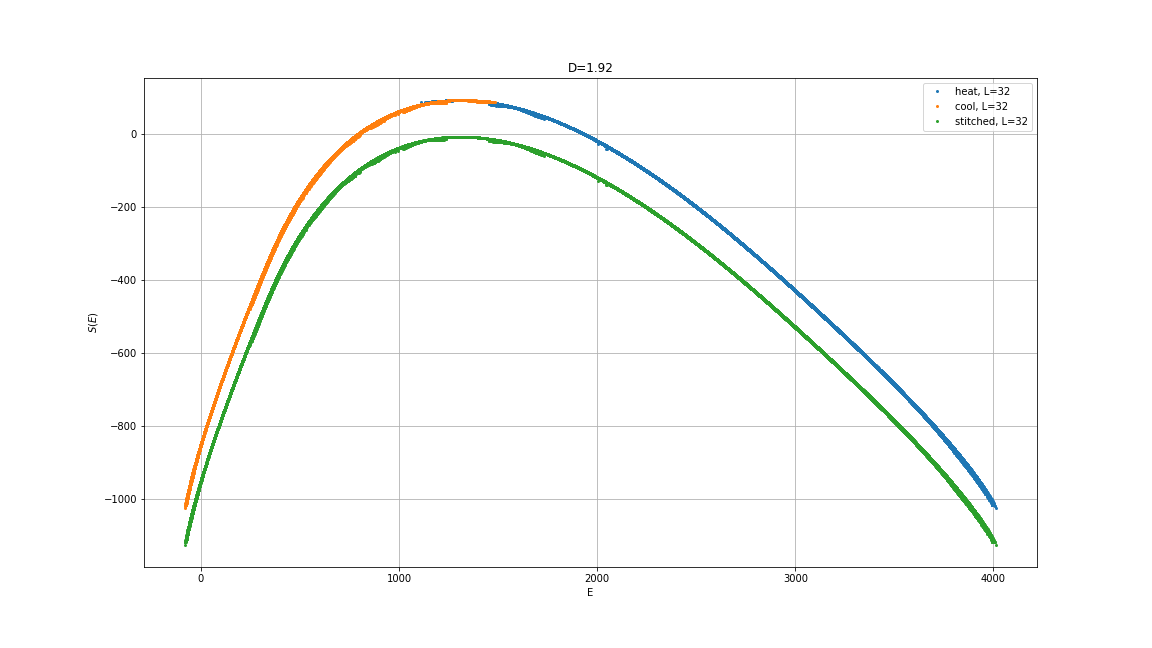 D=1.92
heat, L=32
cool, L=32
stitched, L=32
S(E)
0
−200
−400
−600
−800
−1000
0
1000
2000
3000
4000
E